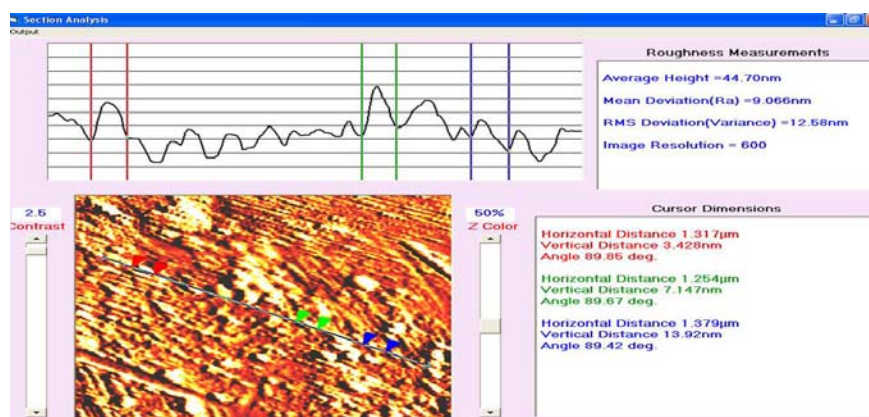 Section Analysis
Output
Roughness Measurements
Average Height =44.70nm
Mean Deviation(Ra) =9.066nm
RMS Deviation(Variance) =12.58nm
Image Resolution = 600
2.5
Contrast
50%
Z Color
Cursor Dimensions
Horizontal Distance 1.317µm
Vertical Distance 3.428nm
Angle 89.85 deg.
Horizontal Distance 1.254µm
Vertical Distance 7.147nm
Angle 89.67 deg.
Horizontal Distance 1.379µm
Vertical Distance 13.92nm
Angle 89.42 deg.